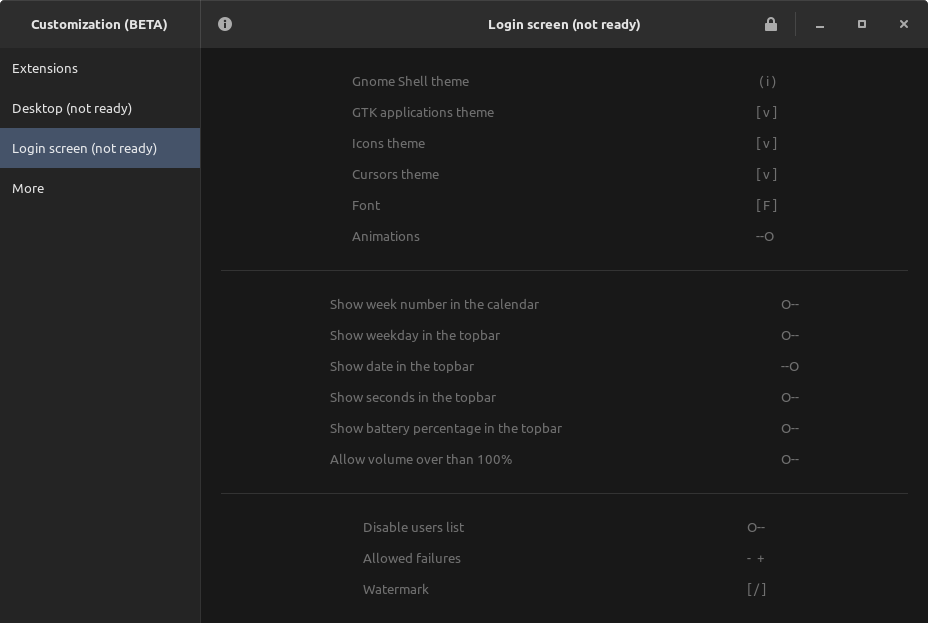 Customization (BETA)
Login screen (not ready)
Extensions
Desktop (not ready)
Login screen (not ready)
More
Gnome Shell theme ( i )
GTK applications theme [ v ]
Icons theme [ v ]
Cursors theme [ v ]
Font [ F ]
Animations --O
Show week number in the calendar O--
Show weekday in the topbar O--
Show date in the topbar --O
Show seconds in the topbar O--
Show battery percentage in the topbar O--
Allow volume over than 100% O--
Disable users list O--
Allowed failures - +
Watermark [ / ]